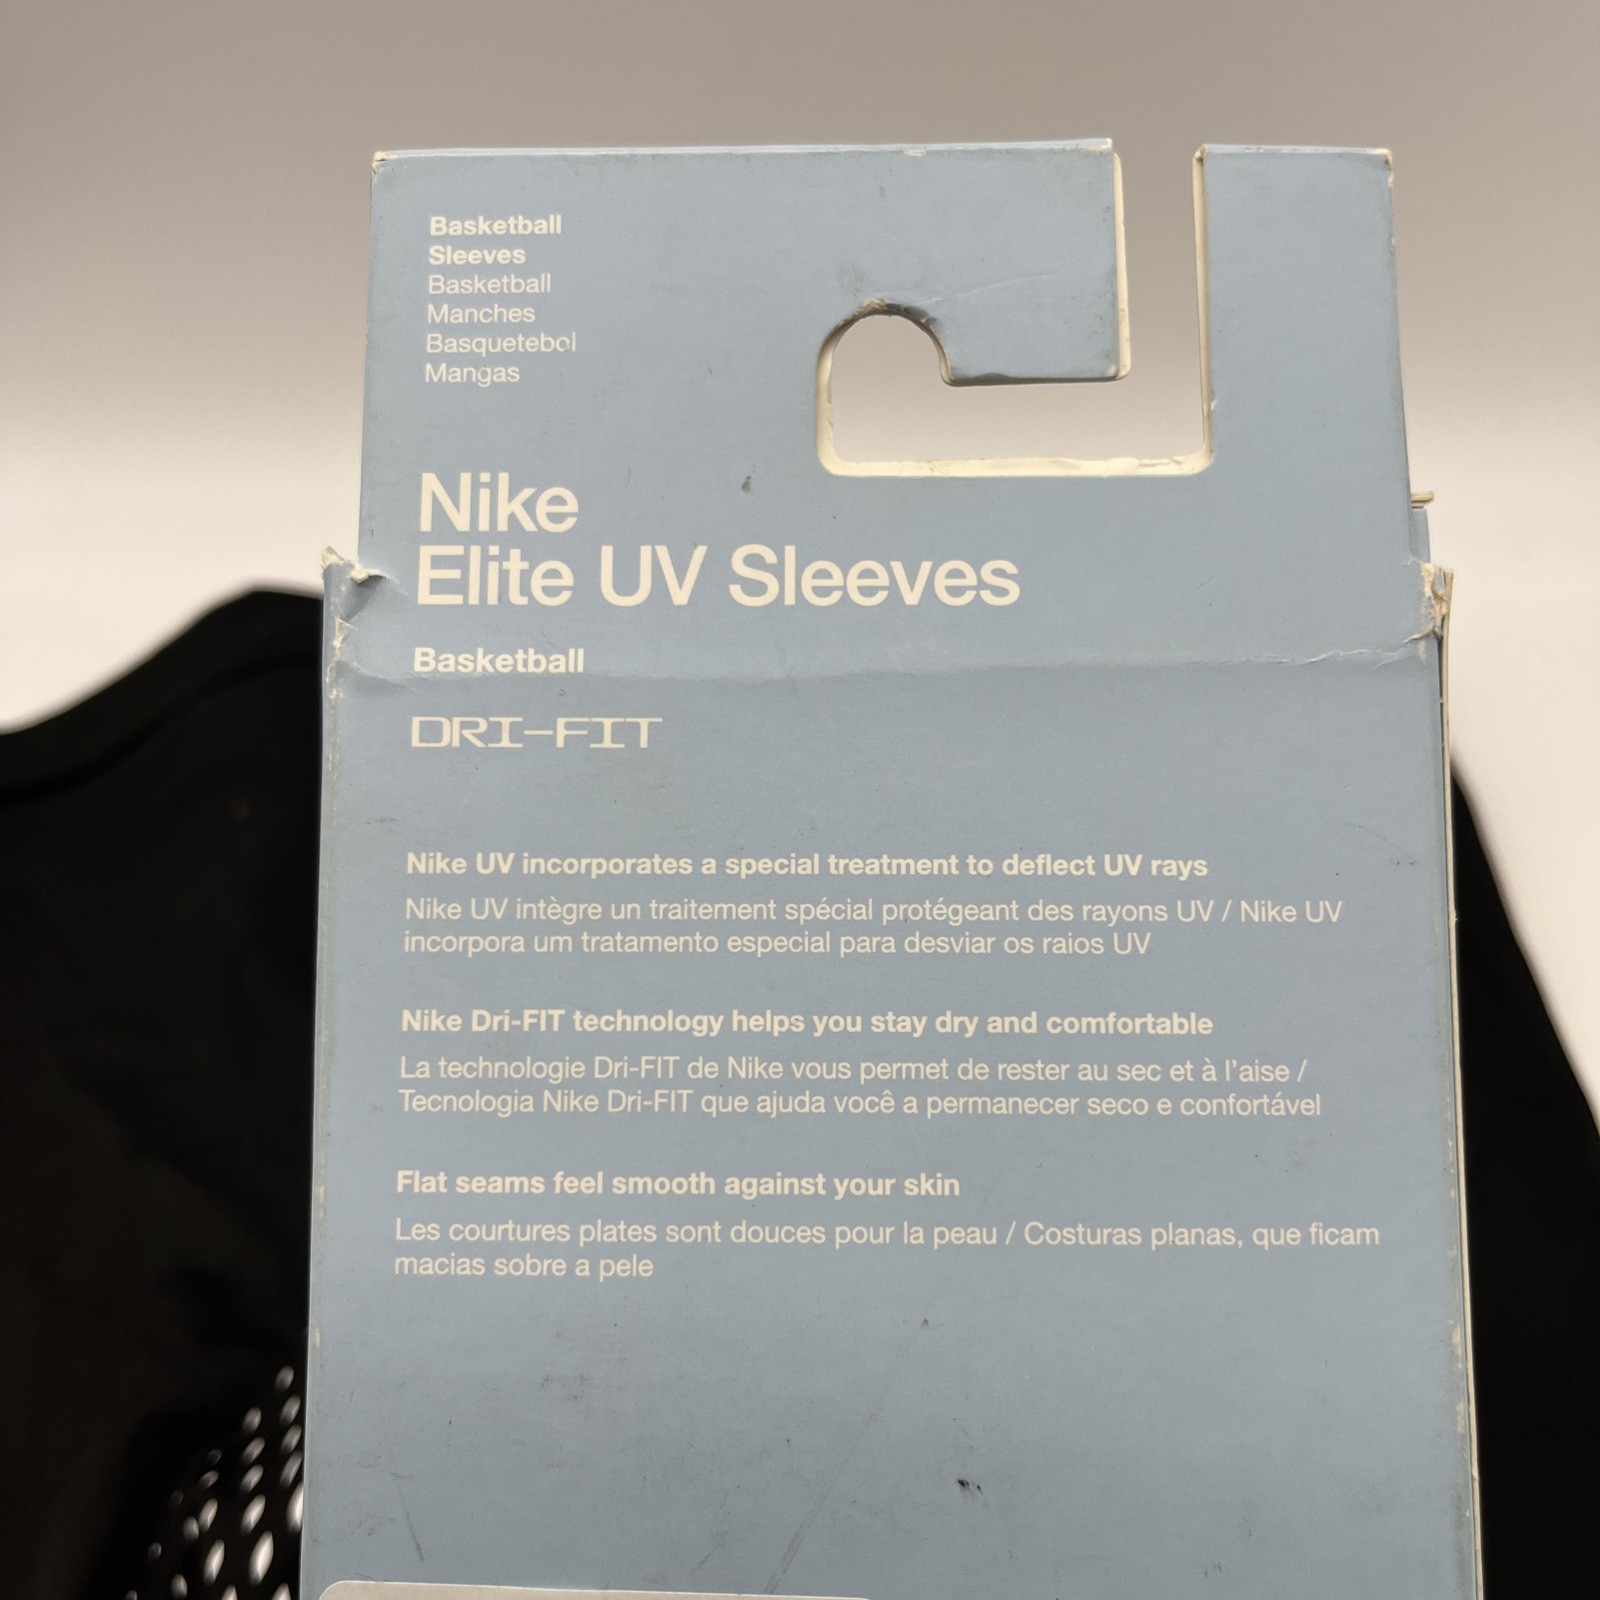 Basketball
Sleeves
Basketball
Manches
Basquetebol
Mangas
Nike
Elite UV Sleeves
Basketball
DRI-FIT
Nike UV incorporates a special treatment to deflect UV rays
Nike UV intègre un traitement spécial protégeant des rayons UV / Nike UV
incorpora um tratamento especial para desviar os raios UV
Nike Dri-FIT technology helps you stay dry and comfortable
La technologie Dri-FIT de Nike vous permet de rester au sec et à l'aise /
Tecnologia Nike Dri-FIT que ajuda você a permanecer seco e confortável
Flat seams feel smooth against your skin
Les courtures plates sont douces pour la peau / Costuras planas, que ficam
macias sobre a pele